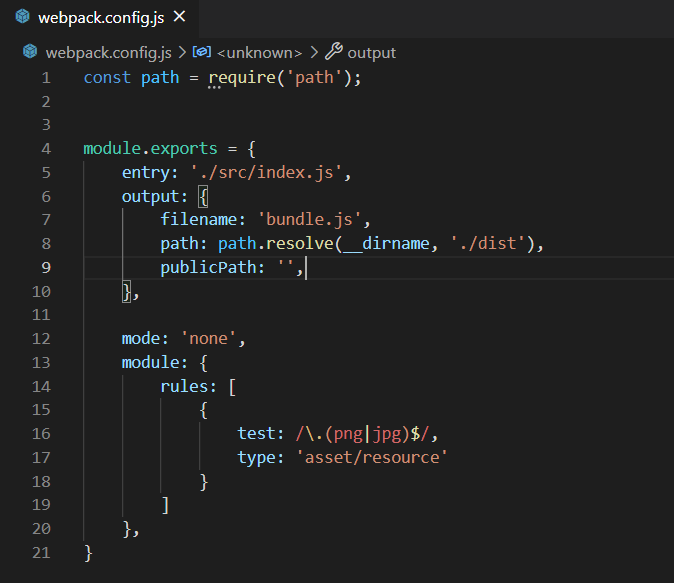 webpack.config.js
webpack.config.js > <unknown> > output
1 const path = require('path');
2
3
4 module.exports = {
5     entry: './src/index.js',
6     output: {
7         filename: 'bundle.js',
8         path: path.resolve(__dirname, './dist'),
9         publicPath: '',
10     },
11
12     mode: 'none',
13     module: {
14         rules: [
15             {
16                 test: /\.(png|jpg)$/,
17                 type: 'asset/resource'
18             }
19         ]
20     },
21 }